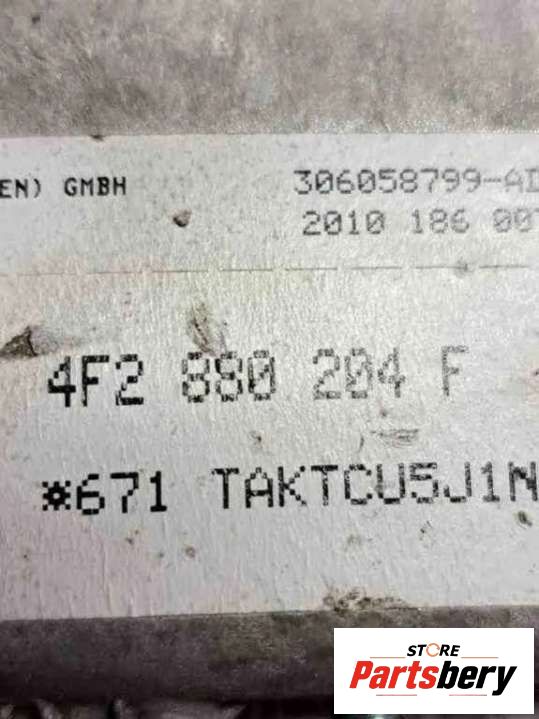 EN) GMBH 306058799-AD
2010 186 00
4F2 880 204 F
*671 TAKTCU5J1N
STORE
Partsbery